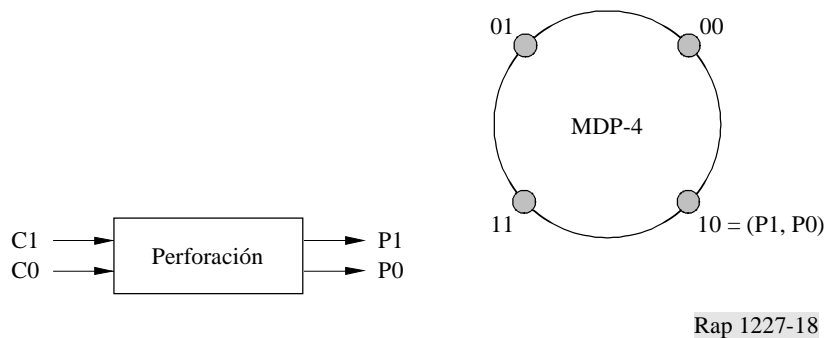 01
00
MDP-4
11
10 = (P1, P0)
C1
C0
Perforación
P1
P0
Rap 1227-18